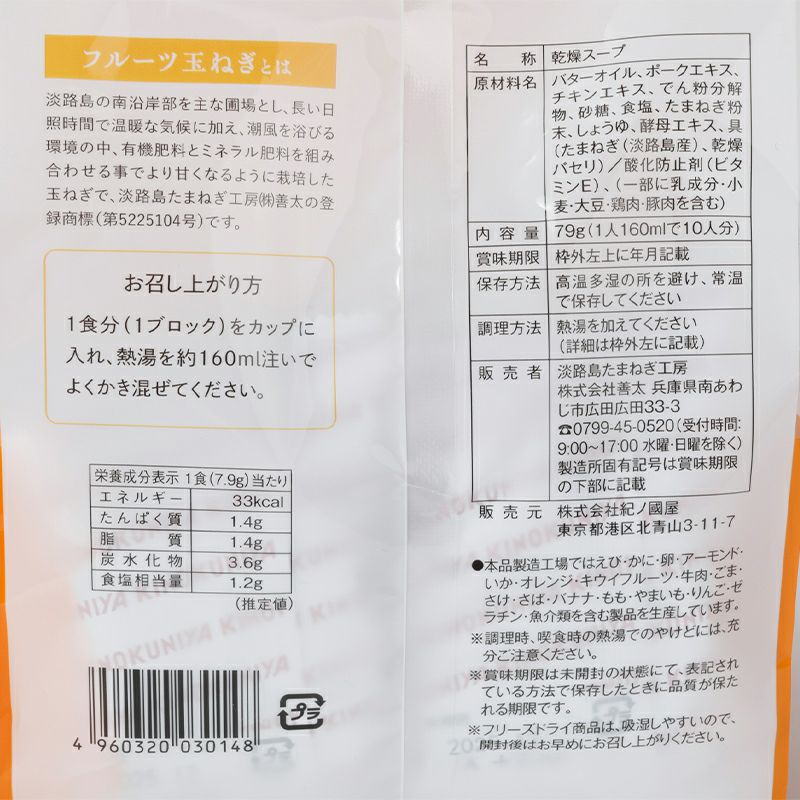 フルーツ玉ねぎとは
淡路島の南沿岸部を主な圃場とし、長い日
照時間で温暖な気候に加え、潮風を浴びる
環境の中、有機肥料とミネラル肥料を組み
合わせる事でより甘くなるように栽培した
玉ねぎで、淡路島たまねぎ工房㈱善太の登
録商標(第5225104号)です。
お召し上がり方
1食分(1ブロック)をカップに
入れ、熱湯を約160ml注いで
よくかき混ぜてください。
栄養成分表示 1食(7.9g)当たり
エネルギー 33kcal
たんぱく質 1.4g
脂質 1.4g
炭水化物 3.6g
食塩相当量 1.2g
(推定値)
KINOKUNIYA
4 960320 030148
プラ
名称 乾燥スープ
原材料名 バターオイル、ポークエキス、
チキンエキス、でん粉分解
物、砂糖、食塩、たまねぎ粉
末、しょうゆ、酵母エキス、具
(たまねぎ(淡路島産)、乾燥
パセリ)/酸化防止剤(ビタ
ミンE)、(一部に乳成分・小
麦・大豆・鶏肉・豚肉を含む)
内容量 79g(1人160mlで10人分)
賞味期限 枠外左上に年月記載
保存方法 高温多湿の所を避け、常温
で保存してください
調理方法 熱湯を加えてください
(詳細は枠外左に記載)
販売者 淡路島たまねぎ工房
株式会社善太 兵庫県南あわ
じ市広田広田33-3
☎0799-45-0520(受付時間:
9:00~17:00 水曜・日曜を除く)
製造所固有記号は賞味期限
の下部に記載
販売元 株式会社紀ノ國屋
東京都港区北青山3-11-7
●本品製造工場ではえび・かに・卵・アーモンド・
いか・オレンジ・キウイフルーツ・牛肉・ごま・
さけ・さば・バナナ・もも・やまいも・りんご・ゼ
ラチン・魚介類を含む製品を生産しています。
※調理時、喫食時の熱湯でのやけどには、充
分ご注意ください。
※賞味期限は未開封の状態にて、表記され
ている方法で保存したときに品質が保た
れる期限です。
※フリーズドライ商品は、吸湿しやすいので、
開封後はお早めにお召し上がりください。